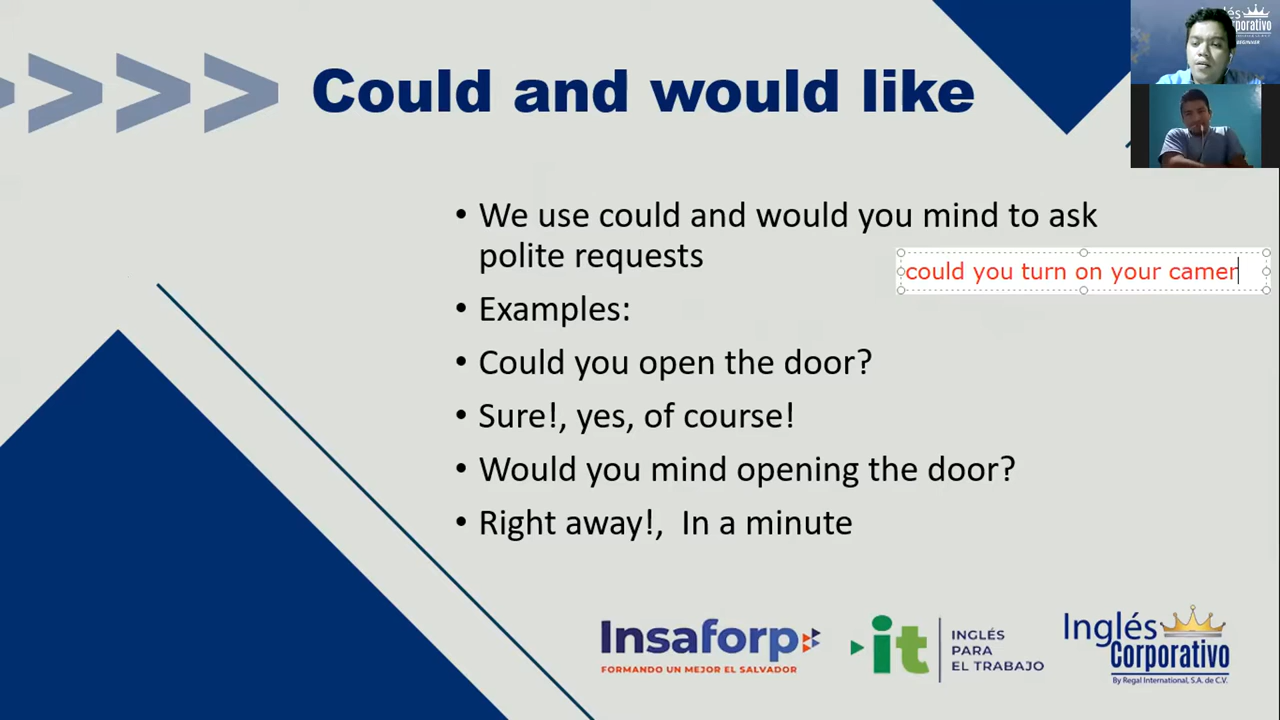 Could and would like
• We use could and would you mind to ask
polite requests
could you turn on your camer
• Examples:
• Could you open the door?
• Sure!, yes, of course!
• Would you mind opening the door?
• Right away!,  In a minute
Insaforp
FORMANDO UN MEJOR EL SALVADOR
it
INGLÉS
PARA
EL TRABAJO
Inglés
Corporativo
By Regal International, S.A. de C.V.